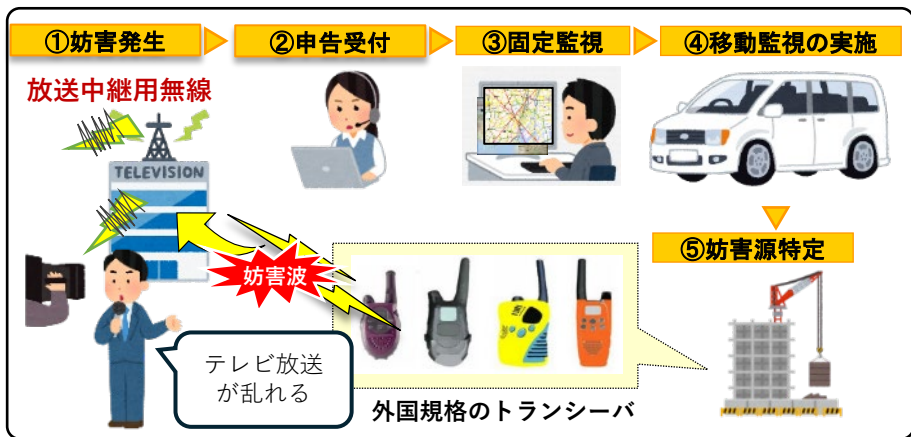 ①妨害発生
②申告受付
③固定監視
④移動監視の実施
放送中継用無線
TELEVISION
⑤妨害源特定
妨害波
テレビ放送
が乱れる
外国規格のトランシーバ